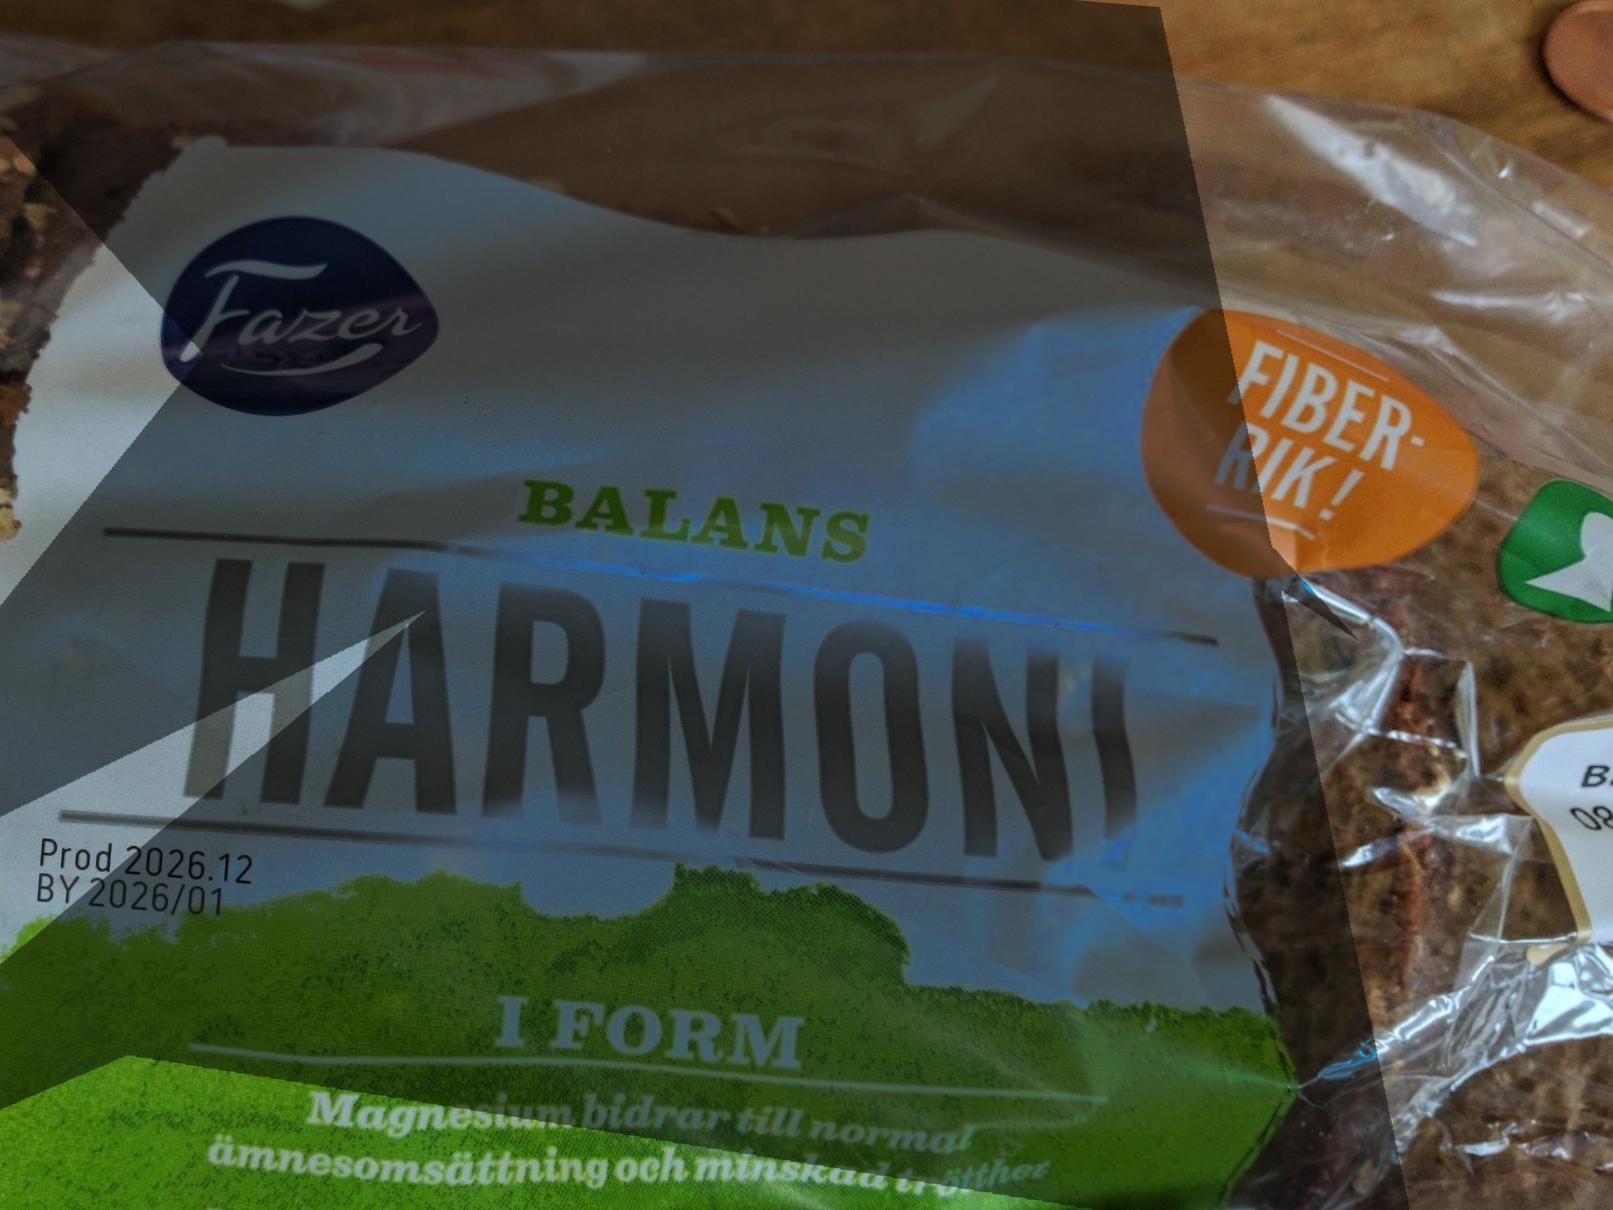 Fazer
FIBER-
RIK!
BALANS
HARMONI
Prod 2026.12
BY 2026/01
I FORM
Magnesium bidrar till normal
ämnesomsättning och minskad trötthet